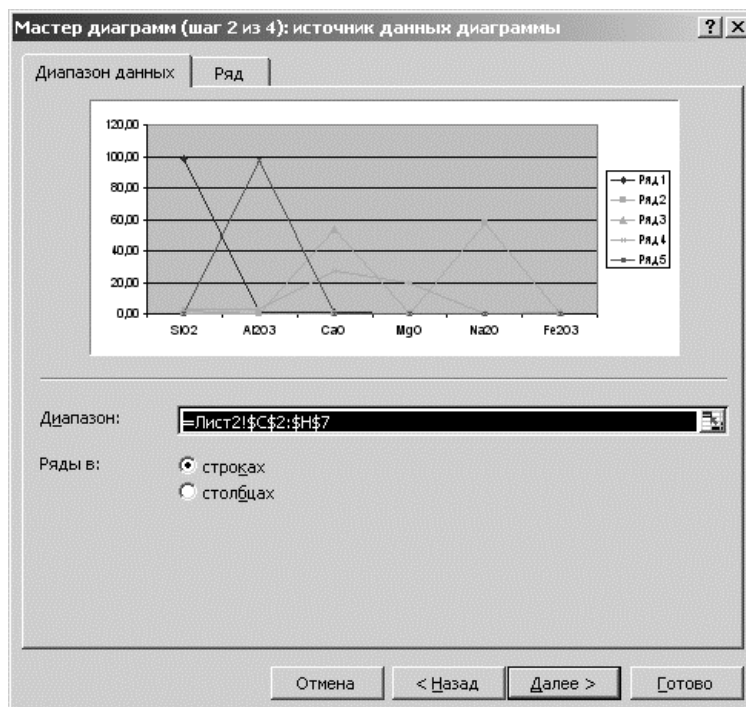 Мастер диаграмм (шаг 2 из 4): источник данных диаграммы
Диапазон данных
Ряд
120,00
100,00
80,00
60,00
40,00
20,00
0,00
SiO2 Al2O3 CaO MgO Na2O Fe2O3
Ряд1
Ряд2
Ряд3
Ряд4
Ряд5
Диапазон: =Лист2!$C$2:$H$7
Ряды в: строках
столбцах
Отмена < Назад Далее > Готово